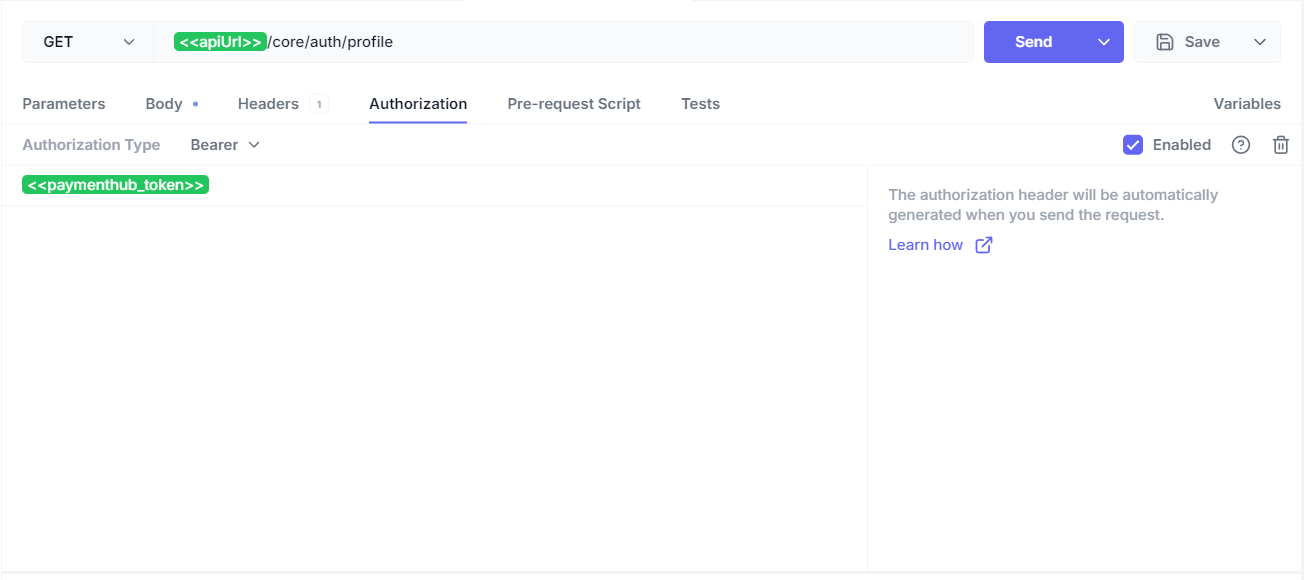 GET <<apiUrl>>/core/auth/profile Send Save
Parameters Body • Headers 1 Authorization Pre-request Script Tests Variables
Authorization Type Bearer Enabled
<<paymenthub_token>>
The authorization header will be automatically
generated when you send the request.
Learn how